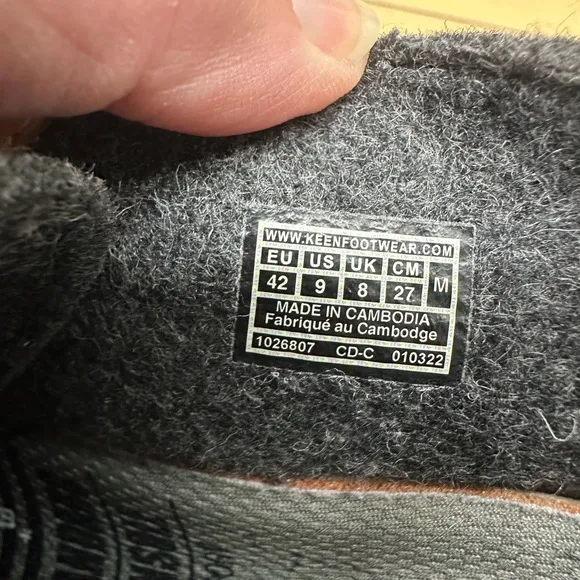 WWW.KEENFOOTWEAR.COM
EU US UK CM M
42 9 8 27
MADE IN CAMBODIA
Fabriqué au Cambodge
1026807 CD-C 010322